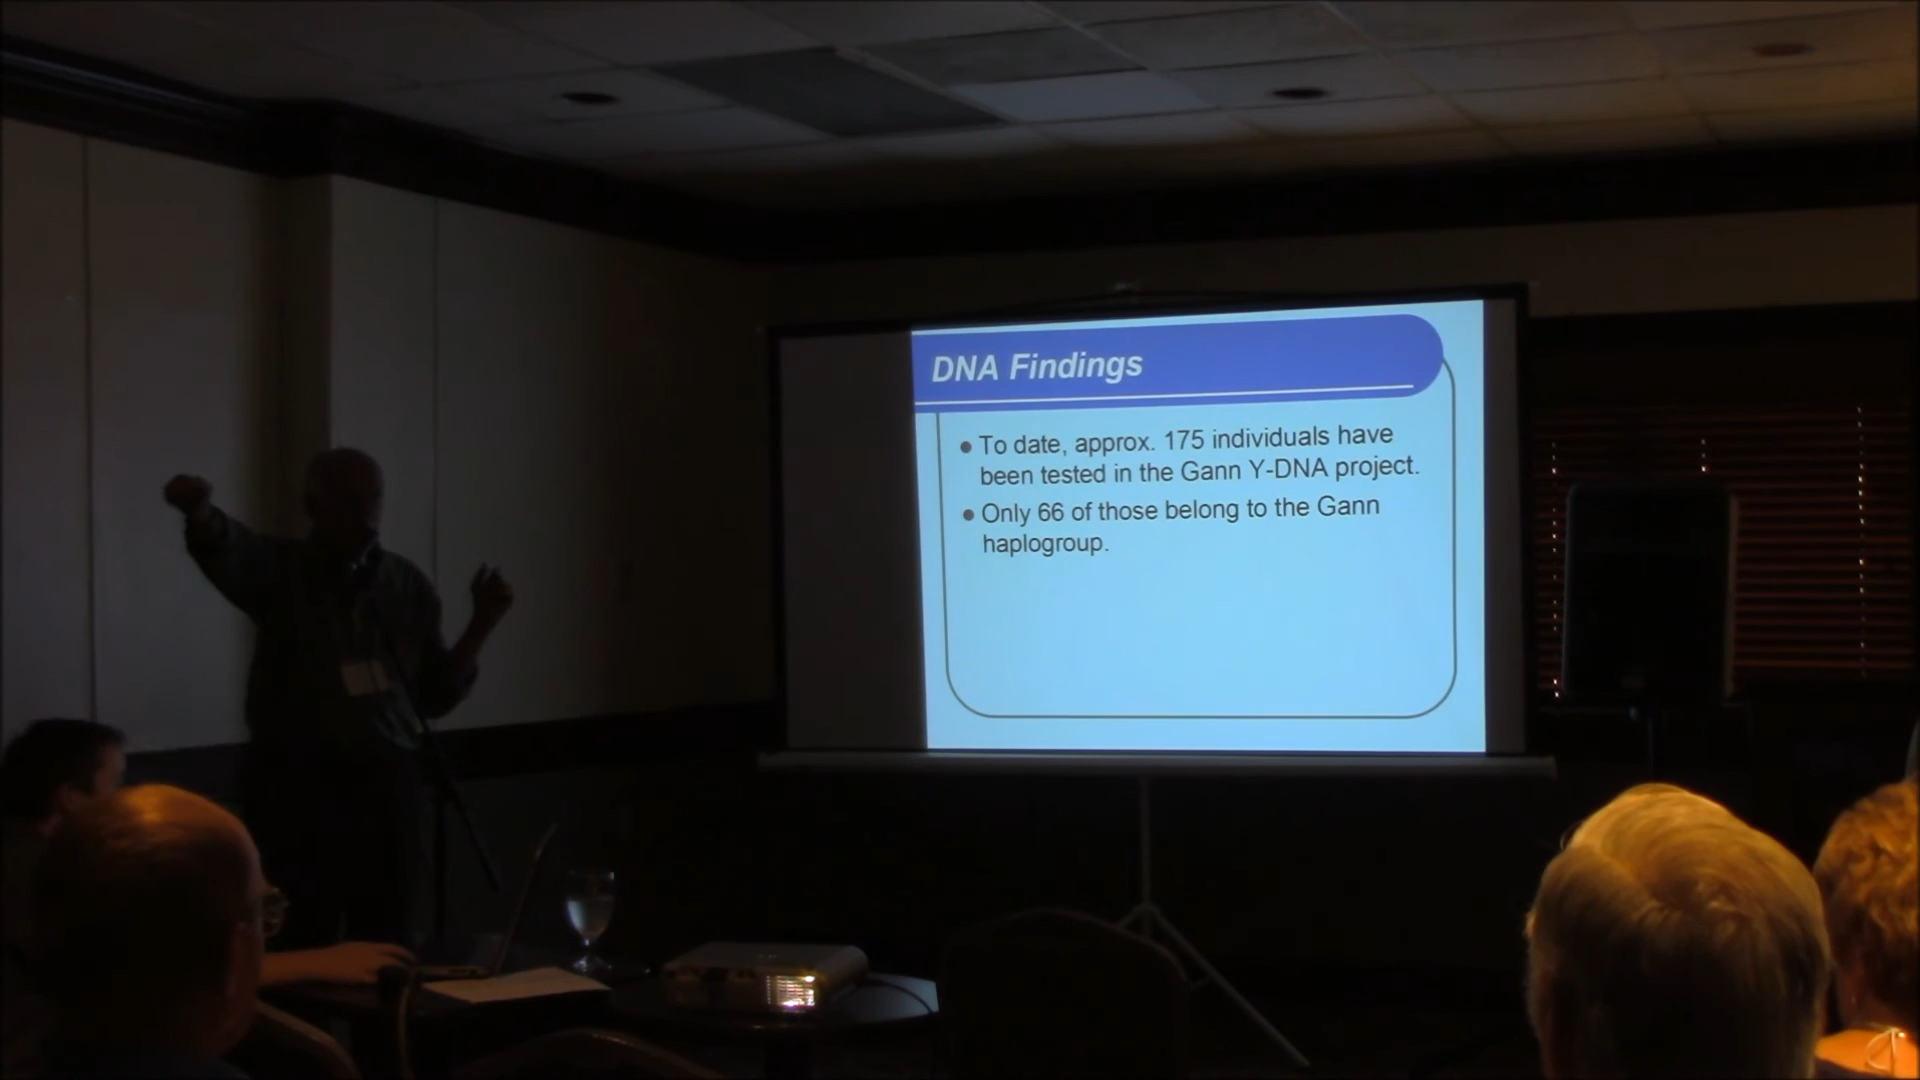 DNA Findings
To date, approx. 175 individuals have
been tested in the Gann Y-DNA project.
Only 66 of those belong to the Gann
haplogroup.